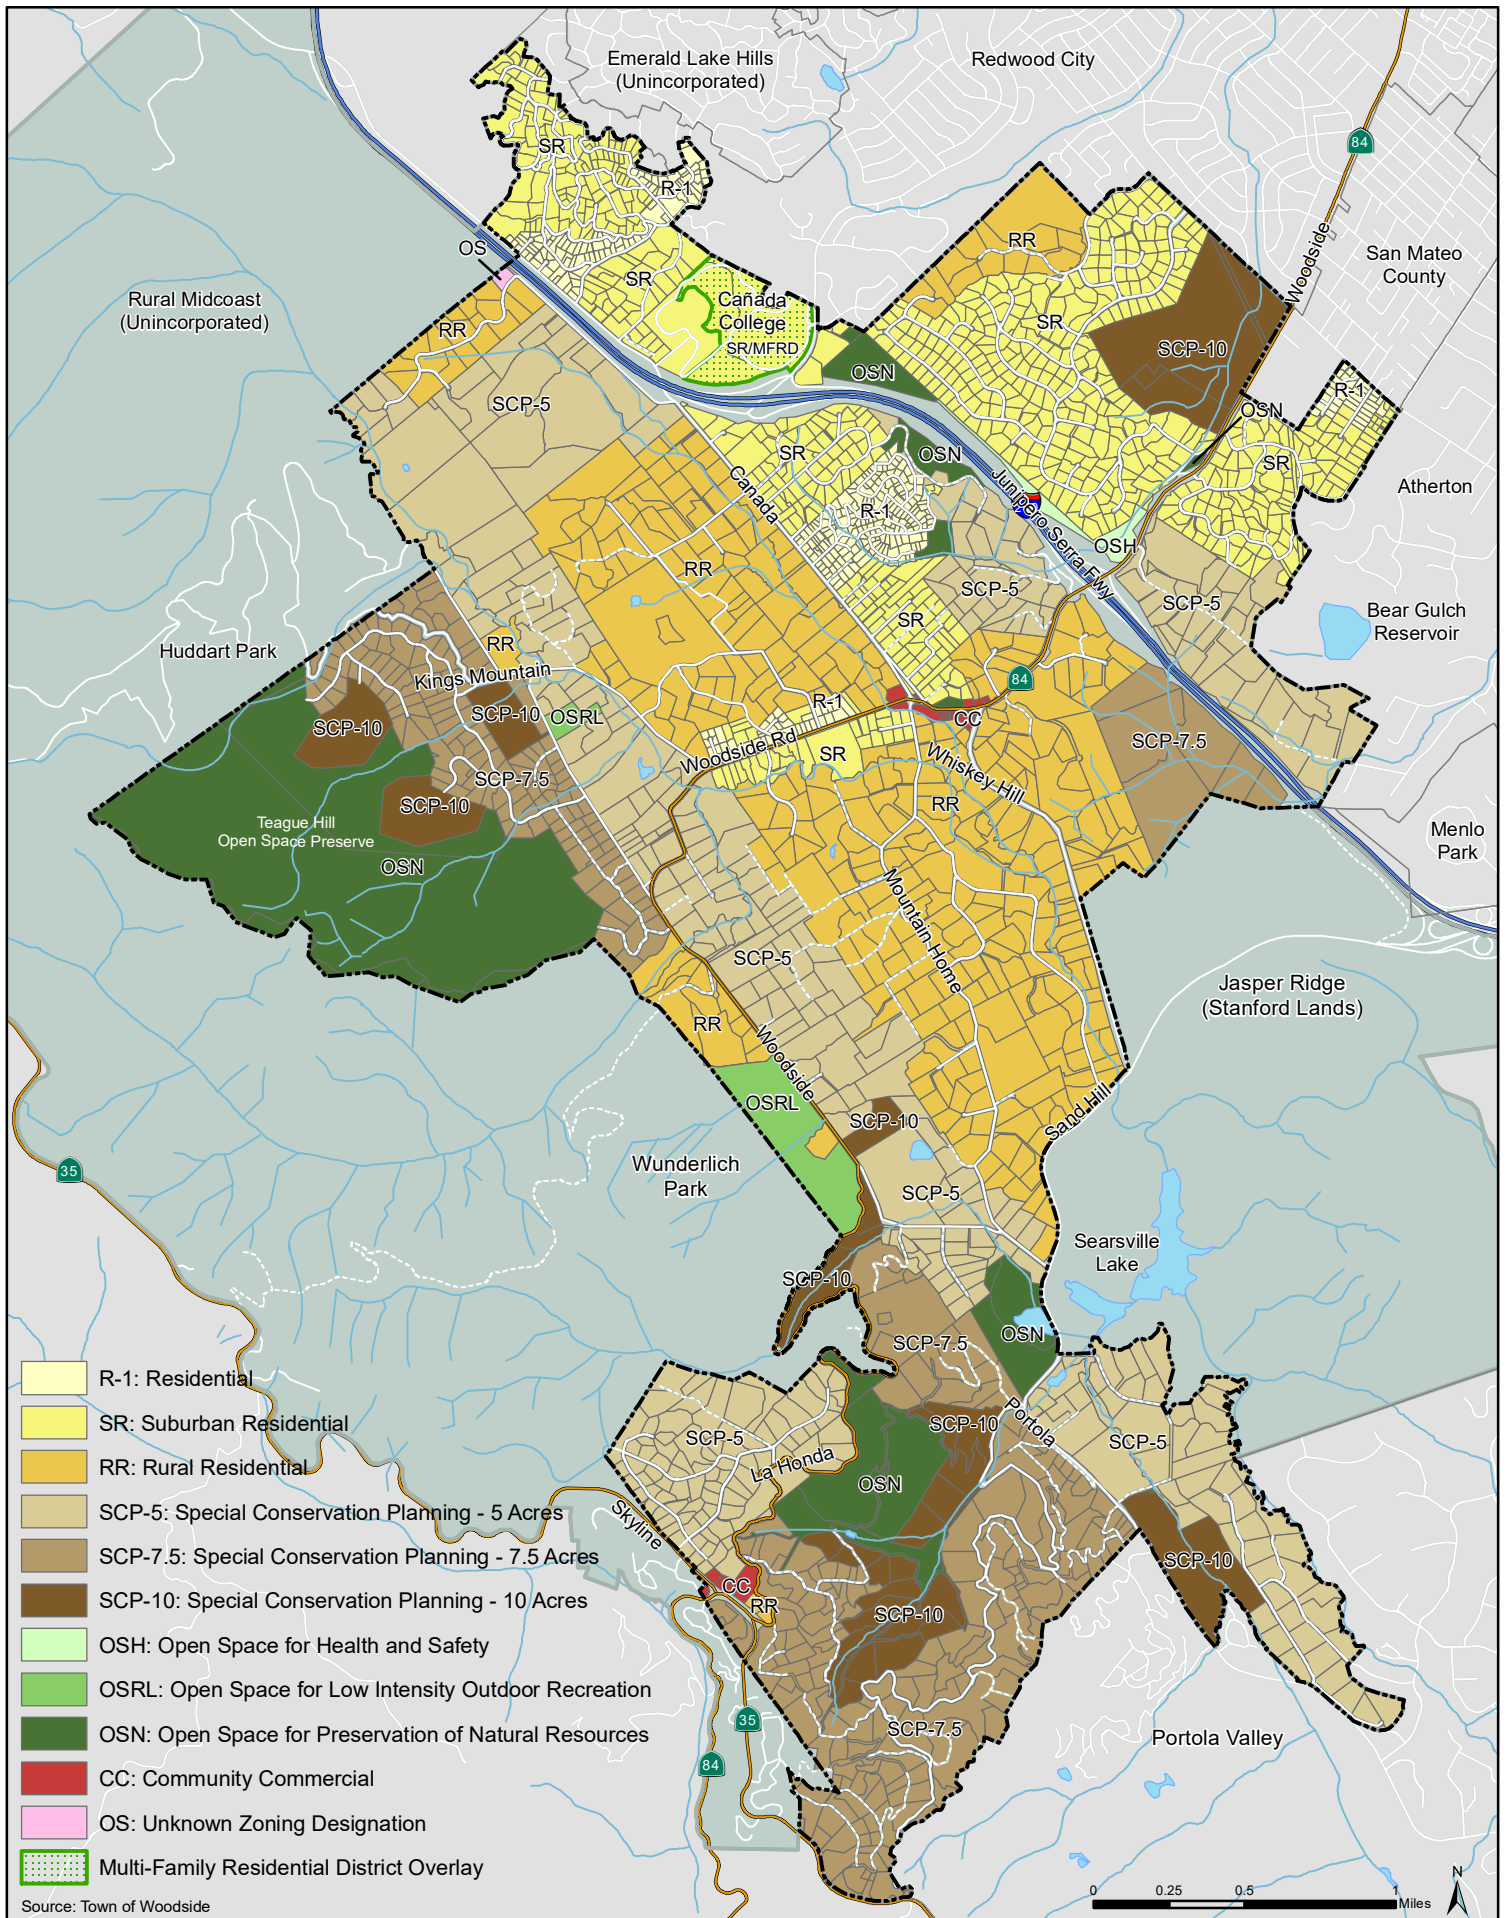 Emerald Lake Hills
(Unincorporated)
Redwood City
84
SR
R-1
OS
Woodside
San Mateo
County
RR
SR
Cañada
College
SR/MFRD
Rural Midcoast
(Unincorporated)
RR
SR
SCP-10
OSN
SCP-5
R-1
OSN
SR
OSN
SR
Canada
Junipero Serra Fwy
Atherton
R-1
OSH
RR
SCP-5
SCP-5
Bear Gulch
Reservoir
SR
Huddart Park
RR
Kings Mountain
84
R-1
SCP-10
SCP-10
OSRL
CC
SCP-7.5
Woodside Rd
SR
Whiskey Hill
SCP-7.5
SCP-10
RR
Teague Hill
Open Space Preserve
OSN
Menlo
Park
Mountain Home
SCP-5
Jasper Ridge
(Stanford Lands)
RR
Woodside
OSRL
SCP-10
Sand Hill
35
Wunderlich
Park
SCP-5
Searsville
Lake
SCP-10
OSN
SCP-7.5
Portola
SCP-10
SCP-5
SCP-5
La Honda
OSN
Skyline
SCP-10
CC
RR
SCP-10
35
SCP-7.5
84
Portola Valley
R-1: Residential
SR: Suburban Residential
RR: Rural Residential
SCP-5: Special Conservation Planning - 5 Acres
SCP-7.5: Special Conservation Planning - 7.5 Acres
SCP-10: Special Conservation Planning - 10 Acres
OSH: Open Space for Health and Safety
OSRL: Open Space for Low Intensity Outdoor Recreation
OSN: Open Space for Preservation of Natural Resources
CC: Community Commercial
OS: Unknown Zoning Designation
Multi-Family Residential District Overlay
Source: Town of Woodside
0 0.25 0.5 1
Miles
N